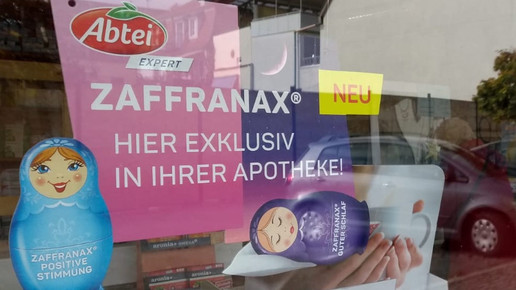 Abtei
EXPERT
ZAFFRANAX®
NEU
HIER EXKLUSIV
IN IHRER APOTHEKE!
ZAFFRANAX®
POSITIVE
STIMMUNG
ZAFFRANAX®
GUTER SCHLAF